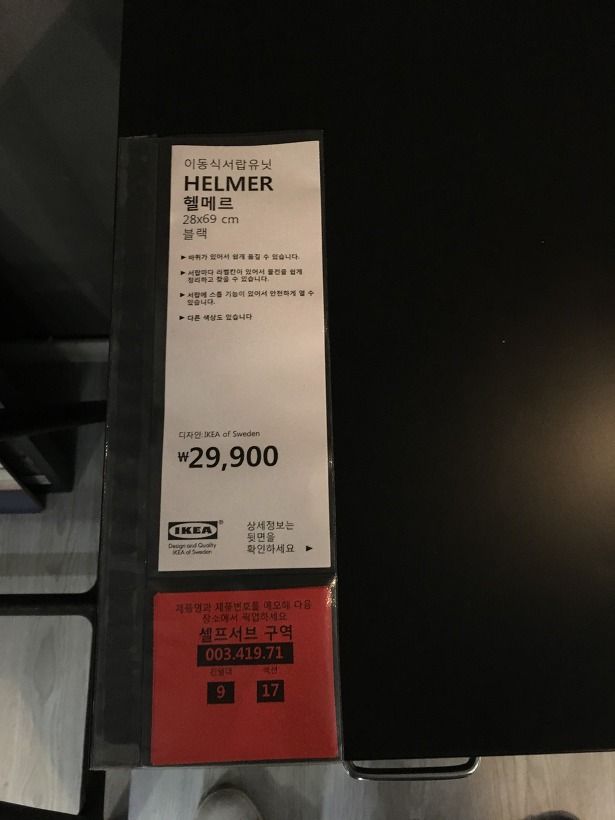 이동식서랍유닛
HELMER
헬메르
28x69 cm
블랙
▶ 바퀴가 있어서 쉽게 옮길 수 있습니다.
▶ 서랍마다 라벨칸이 있어서 물건을 쉽게
정리하고 찾을 수 있습니다.
▶ 서랍에 스톱 기능이 있어서 안전하게 열 수
있습니다.
▶ 다른 색상도 있습니다
디자인: IKEA of Sweden
₩29,900
IKEA®
Design and Quality
IKEA of Sweden
상세정보는
뒷면을
확인하세요 ▶
제품명과 제품번호를 메모해 다음
장소에서 픽업하세요
셀프서브 구역
003.419.71
진열대 섹션
9 17